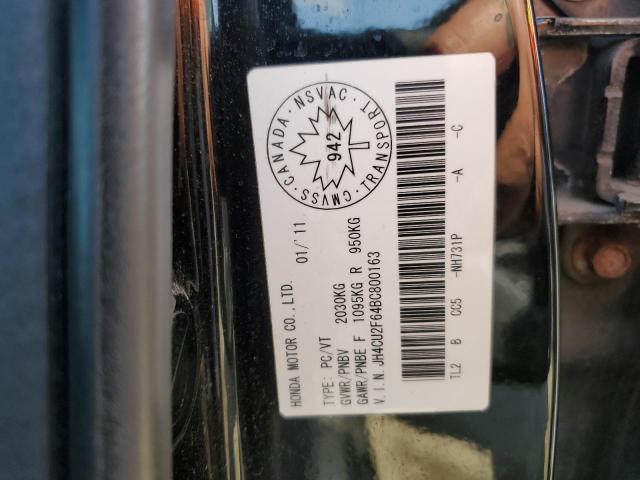 HONDA MOTOR CO., LTD. 01/'11
TYPE: PC/VT
GVWR/PNBV 2030KG
GAWR/PNBE F 1095KG R 950KG
V.I.N. JH4CU2F64BC800163
TL2 B CC5 -NH731P -A -C
CANADA · NSVAC · TRANSPORT · CMVSS ·
942